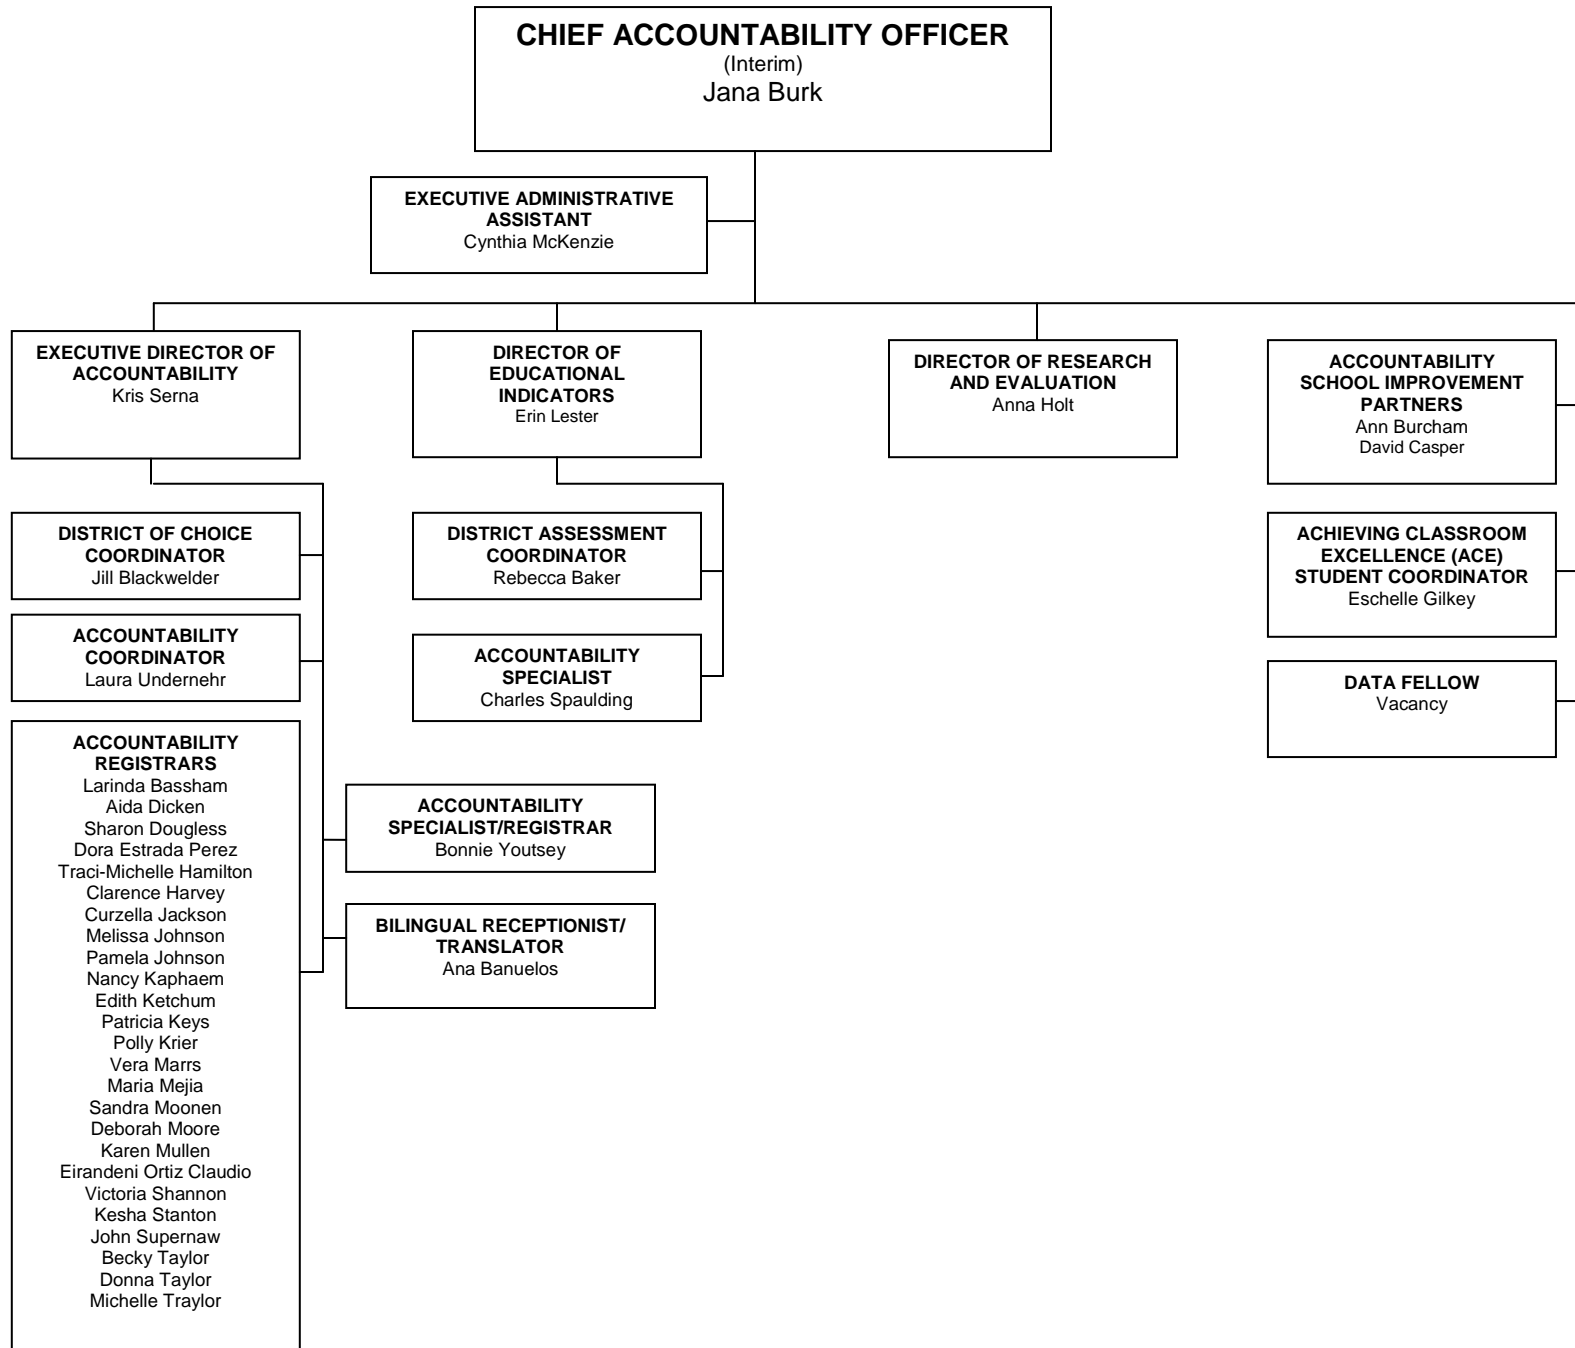 CHIEF ACCOUNTABILITY OFFICER
(Interim)
Jana Burk
EXECUTIVE ADMINISTRATIVE
ASSISTANT
Cynthia McKenzie
EXECUTIVE DIRECTOR OF
ACCOUNTABILITY
Kris Serna
DIRECTOR OF
EDUCATIONAL
INDICATORS
Erin Lester
DIRECTOR OF RESEARCH
AND EVALUATION
Anna Holt
ACCOUNTABILITY
SCHOOL IMPROVEMENT
PARTNERS
Ann Burcham
David Casper
DISTRICT OF CHOICE
COORDINATOR
Jill Blackwelder
DISTRICT ASSESSMENT
COORDINATOR
Rebecca Baker
ACHIEVING CLASSROOM
EXCELLENCE (ACE)
STUDENT COORDINATOR
Eschelle Gilkey
ACCOUNTABILITY
COORDINATOR
Laura Undernehr
ACCOUNTABILITY
SPECIALIST
Charles Spaulding
DATA FELLOW
Vacancy
ACCOUNTABILITY
REGISTRARS
Larinda Bassham
Aida Dicken
Sharon Dougless
Dora Estrada Perez
Traci-Michelle Hamilton
Clarence Harvey
Curzella Jackson
Melissa Johnson
Pamela Johnson
Nancy Kaphaem
Edith Ketchum
Patricia Keys
Polly Krier
Vera Marrs
Maria Mejia
Sandra Moonen
Deborah Moore
Karen Mullen
Eirandeni Ortiz Claudio
Victoria Shannon
Kesha Stanton
John Supernaw
Becky Taylor
Donna Taylor
Michelle Traylor
ACCOUNTABILITY
SPECIALIST/REGISTRAR
Bonnie Youtsey
BILINGUAL RECEPTIONIST/
TRANSLATOR
Ana Banuelos